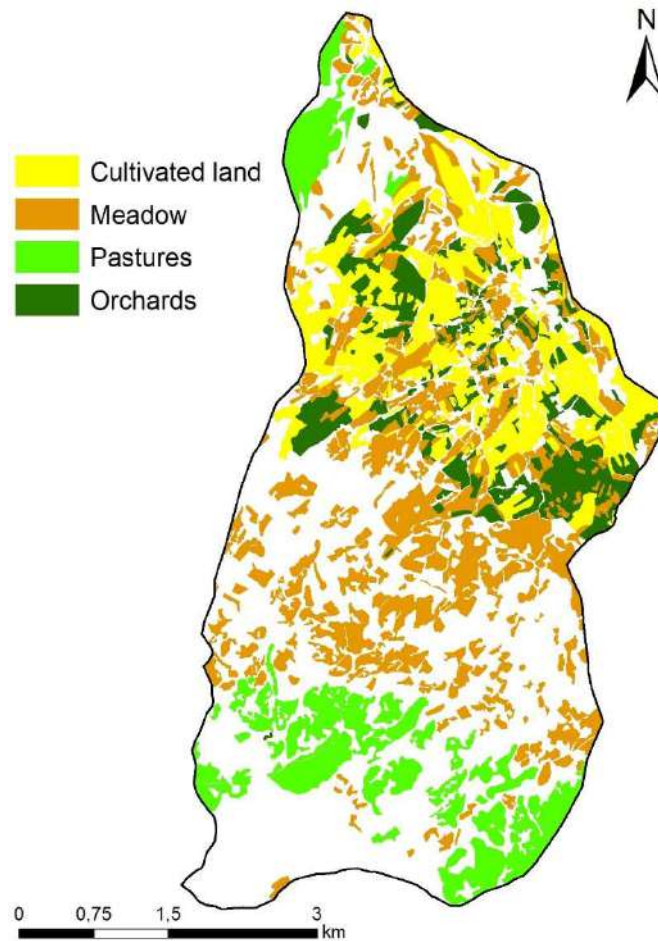 N
Cultivated land
Meadow
Pastures
Orchards
0 0,75 1,5 3
km